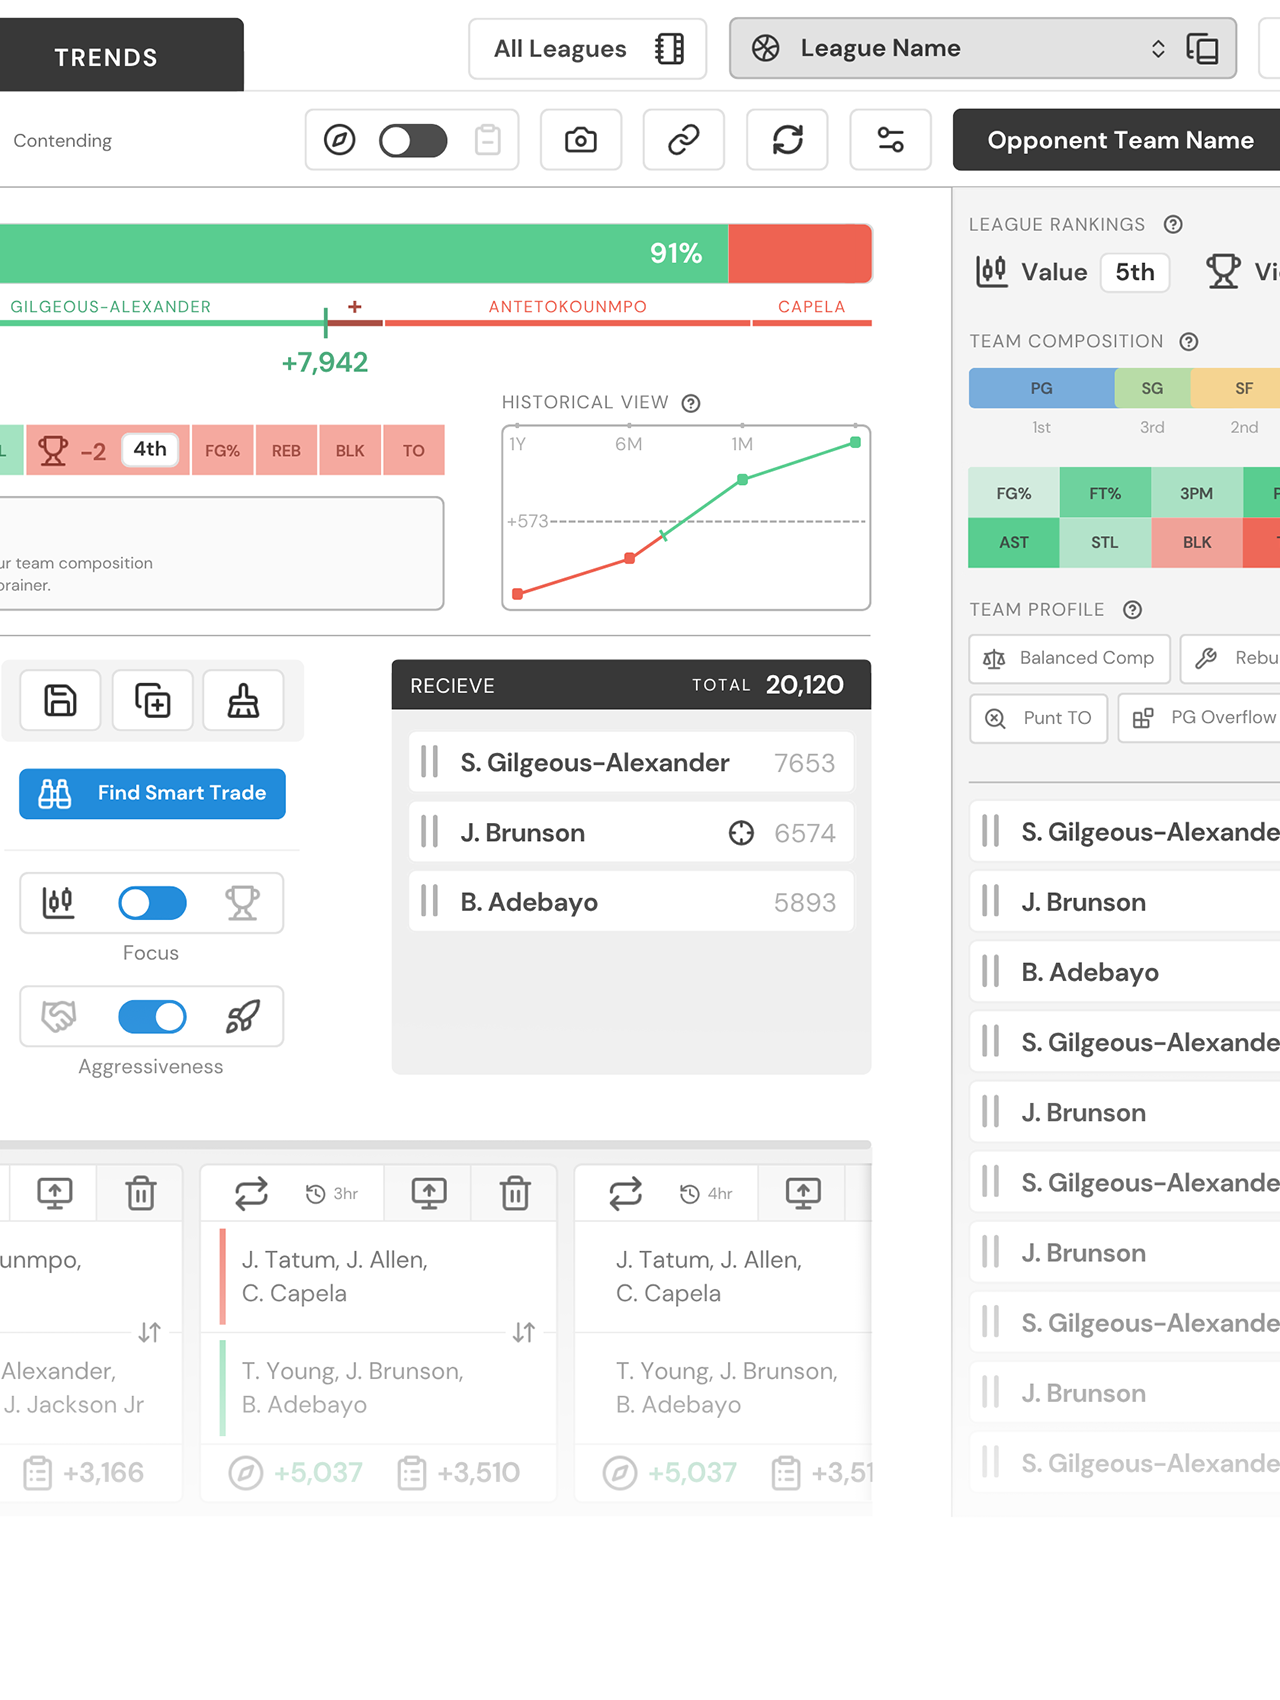 TRENDS
All Leagues
League Name
Contending
Opponent Team Name
91%
GILGEOUS-ALEXANDER
+
ANTETOKOUNMPO
CAPELA
+7,942
-2
4th
FG%
REB
BLK
TO
ur team composition
orainer.
HISTORICAL VIEW
1Y
6M
1M
+573
LEAGUE RANKINGS
Value
5th
Vi
TEAM COMPOSITION
PG
SG
SF
1st
3rd
2nd
FG%
FT%
3PM
AST
STL
BLK
TEAM PROFILE
Balanced Comp
Rebu
Punt TO
PG Overflow
Find Smart Trade
Focus
Aggressiveness
RECIEVE
TOTAL 20,120
S. Gilgeous-Alexander 7653
J. Brunson 6574
B. Adebayo 5893
S. Gilgeous-Alexande
J. Brunson
B. Adebayo
S. Gilgeous-Alexande
J. Brunson
S. Gilgeous-Alexande
J. Brunson
S. Gilgeous-Alexande
J. Brunson
S. Gilgeous-Alexande
unmpo,
Alexander,
J. Jackson Jr
+3,166
3hr
J. Tatum, J. Allen,
C. Capela
T. Young, J. Brunson,
B. Adebayo
+5,037
+3,510
4hr
J. Tatum, J. Allen,
C. Capela
T. Young, J. Brunson,
B. Adebayo
+5,037
+3,51